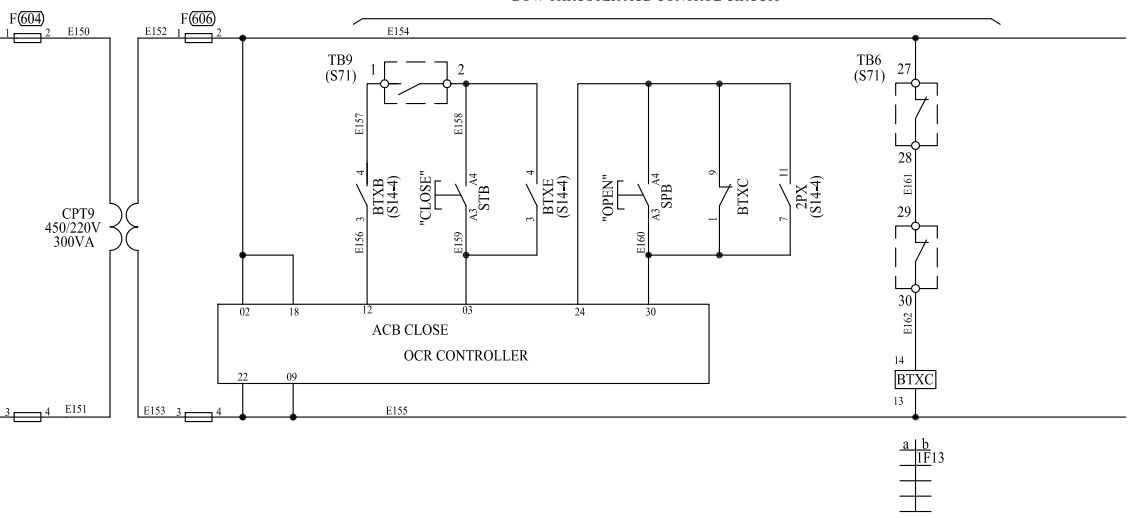 F(604)
1 2 E150
E152
F(606)
1 2
E154
TB9
(S71)
1 2
TB6
(S71)
27
28
E157
E158
E161
4
BTXB
(S14-4)
3
E156
"CLOSE"
A4
STB
A3
E159
4
BTXE
(S14-4)
3
"OPEN"
A4
SPB
A3
E160
9
BTXC
1
11
2PX
(S14-4)
7
29
30
E162
CPT9
450/220V
300VA
02 18 12 03 24 30
ACB CLOSE
OCR CONTROLLER
22 09
14
BTXC
13
3 4 E151
E153 3 4
E155
a b
1F13